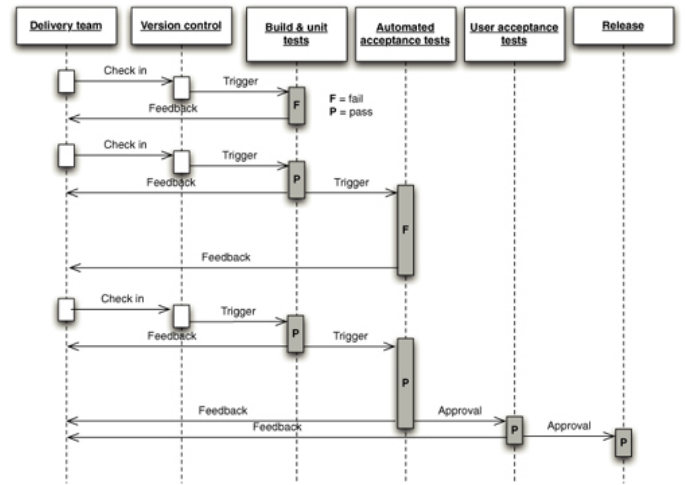 Delivery team
Version control
Build & unit
tests
Automated
acceptance tests
User acceptance
tests
Release
Check in
Trigger
Feedback
F
F = fail
P = pass
Check in
Trigger
Feedback
P
Trigger
F
Feedback
Check in
Trigger
Feedback
P
Trigger
P
Feedback
Approval
Feedback
P
Approval
P